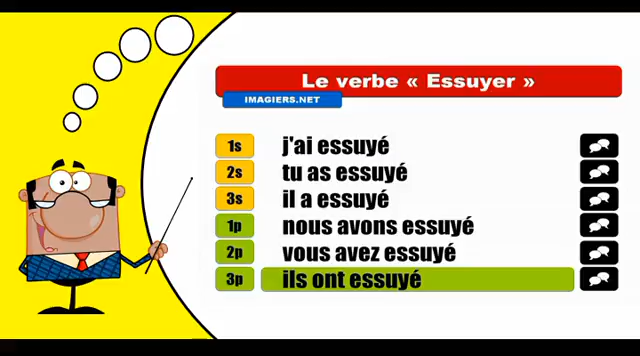 Le verbe « Essuyer »
IMAGIERS.NET
1s j'ai essuyé
2s tu as essuyé
3s il a essuyé
1p nous avons essuyé
2p vous avez essuyé
3p ils ont essuyé